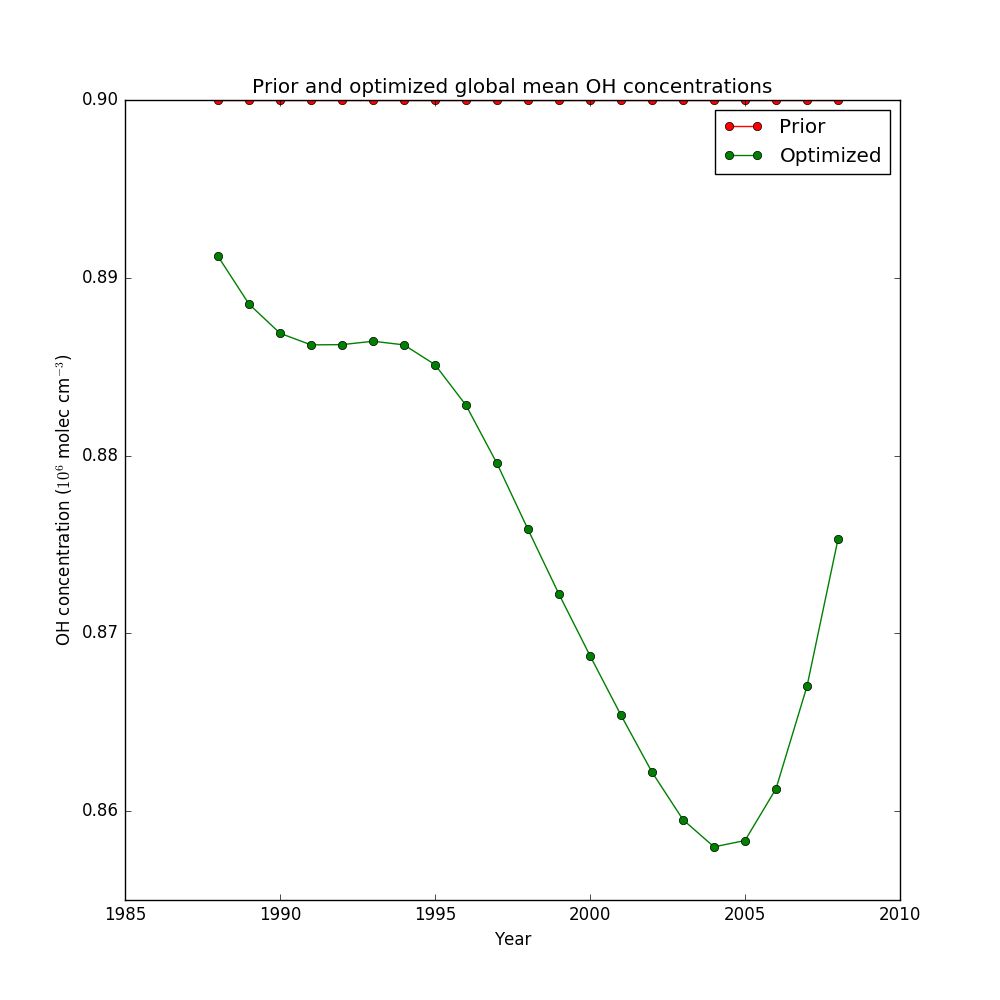 Prior and optimized global mean OH concentrations
0.90
0.89
0.88
0.87
0.86
OH concentration (10⁶ molec cm⁻³)
Prior
Optimized
1985 1990 1995 2000 2005 2010
Year